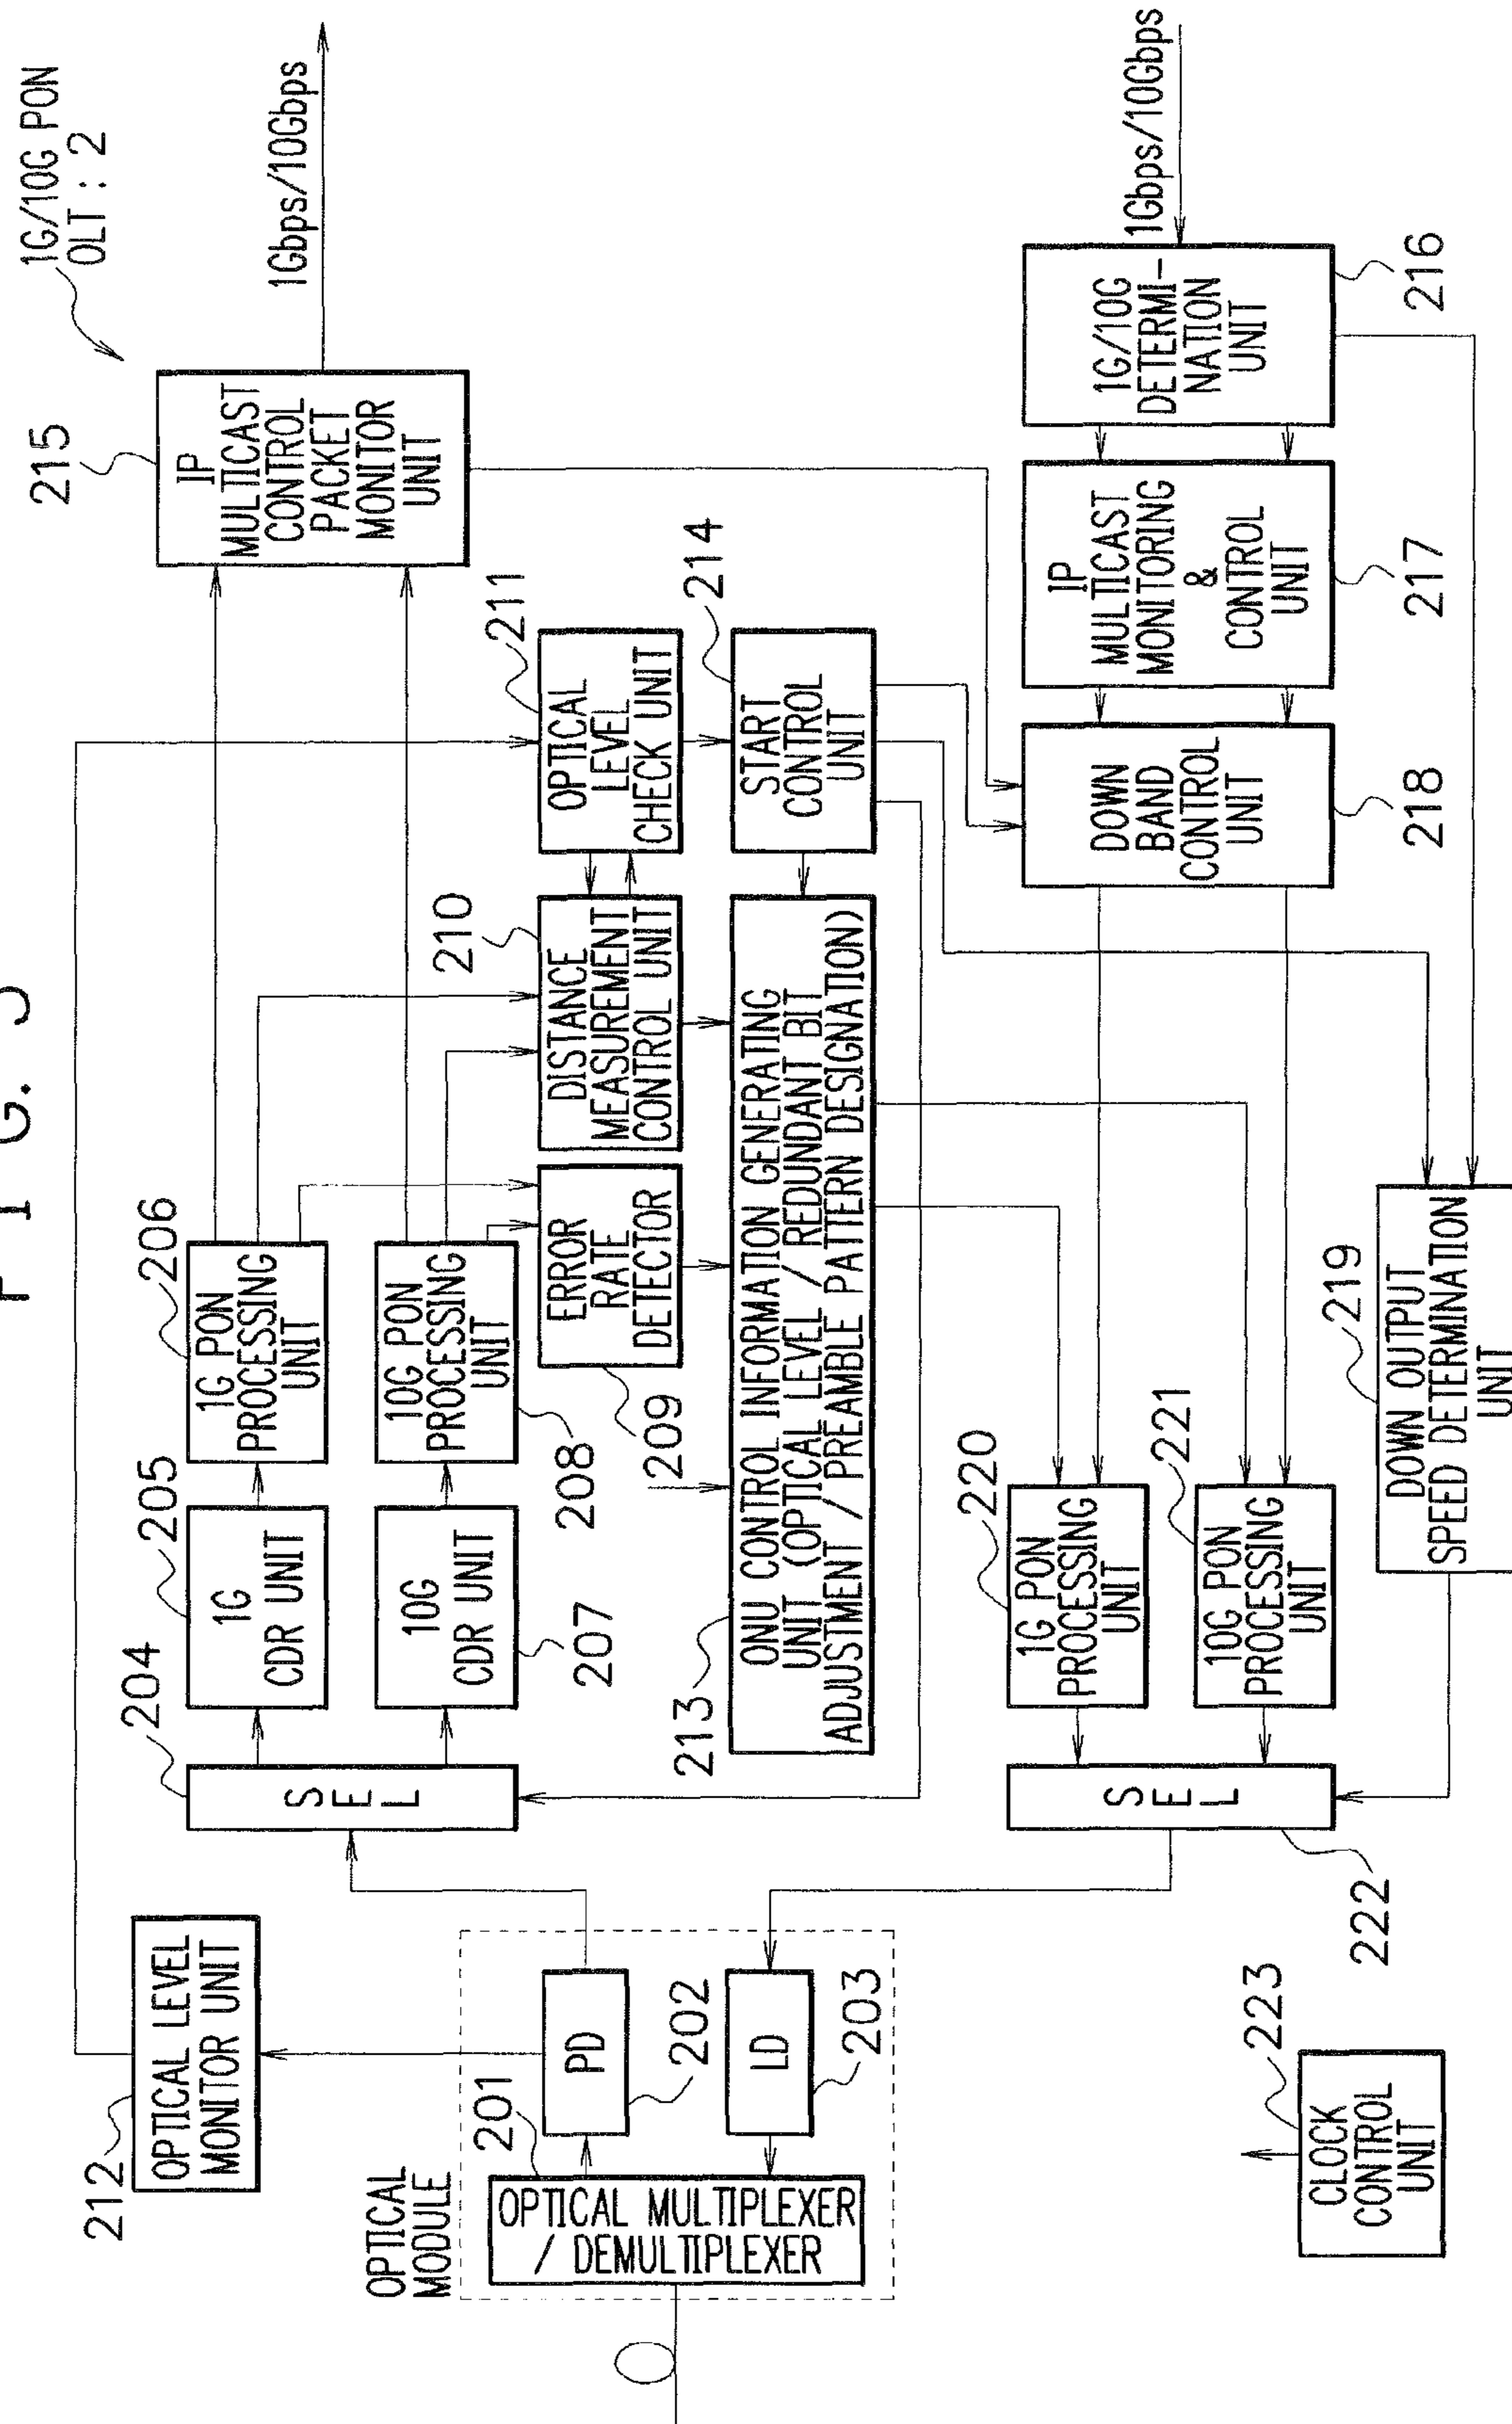 FIG. 3
1G/10G PON
OLT : 2
212
OPTICAL LEVEL
MONITOR UNIT
OPTICAL
MODULE
201
OPTICAL MULTIPLEXER
/ DEMULTIPLEXER
PD
202
LD
203
204
SEL
205
1G
CDR UNIT
206
1G PON
PROCESSING
UNIT
10G
CDR UNIT
207
10G PON
PROCESSING
UNIT
208
215
IP
MULTICAST
CONTROL
PACKET
MONITOR
UNIT
1Gbps/10Gbps
ERROR
RATE
DETECTOR
209
210
DISTANCE
MEASUREMENT
CONTROL UNIT
211
OPTICAL
LEVEL
CHECK UNIT
213
ONU CONTROL INFORMATION GENERATING
UNIT (OPTICAL LEVEL / REDUNDANT BIT
ADJUSTMENT / PREAMBLE PATTERN DESIGNATION)
214
START
CONTROL
UNIT
SEL
222
220
1G PON
PROCESSING
UNIT
221
10G PON
PROCESSING
UNIT
DOWN
BAND
CONTROL
UNIT
218
IP
MULTICAST
MONITORING
&
CONTROL
UNIT
217
1G/10G
DETERMI-
NATION
UNIT
216
1Gbps/10Gbps
219
DOWN OUTPUT
SPEED DETERMINATION
UNIT
223
CLOCK
CONTROL
UNIT